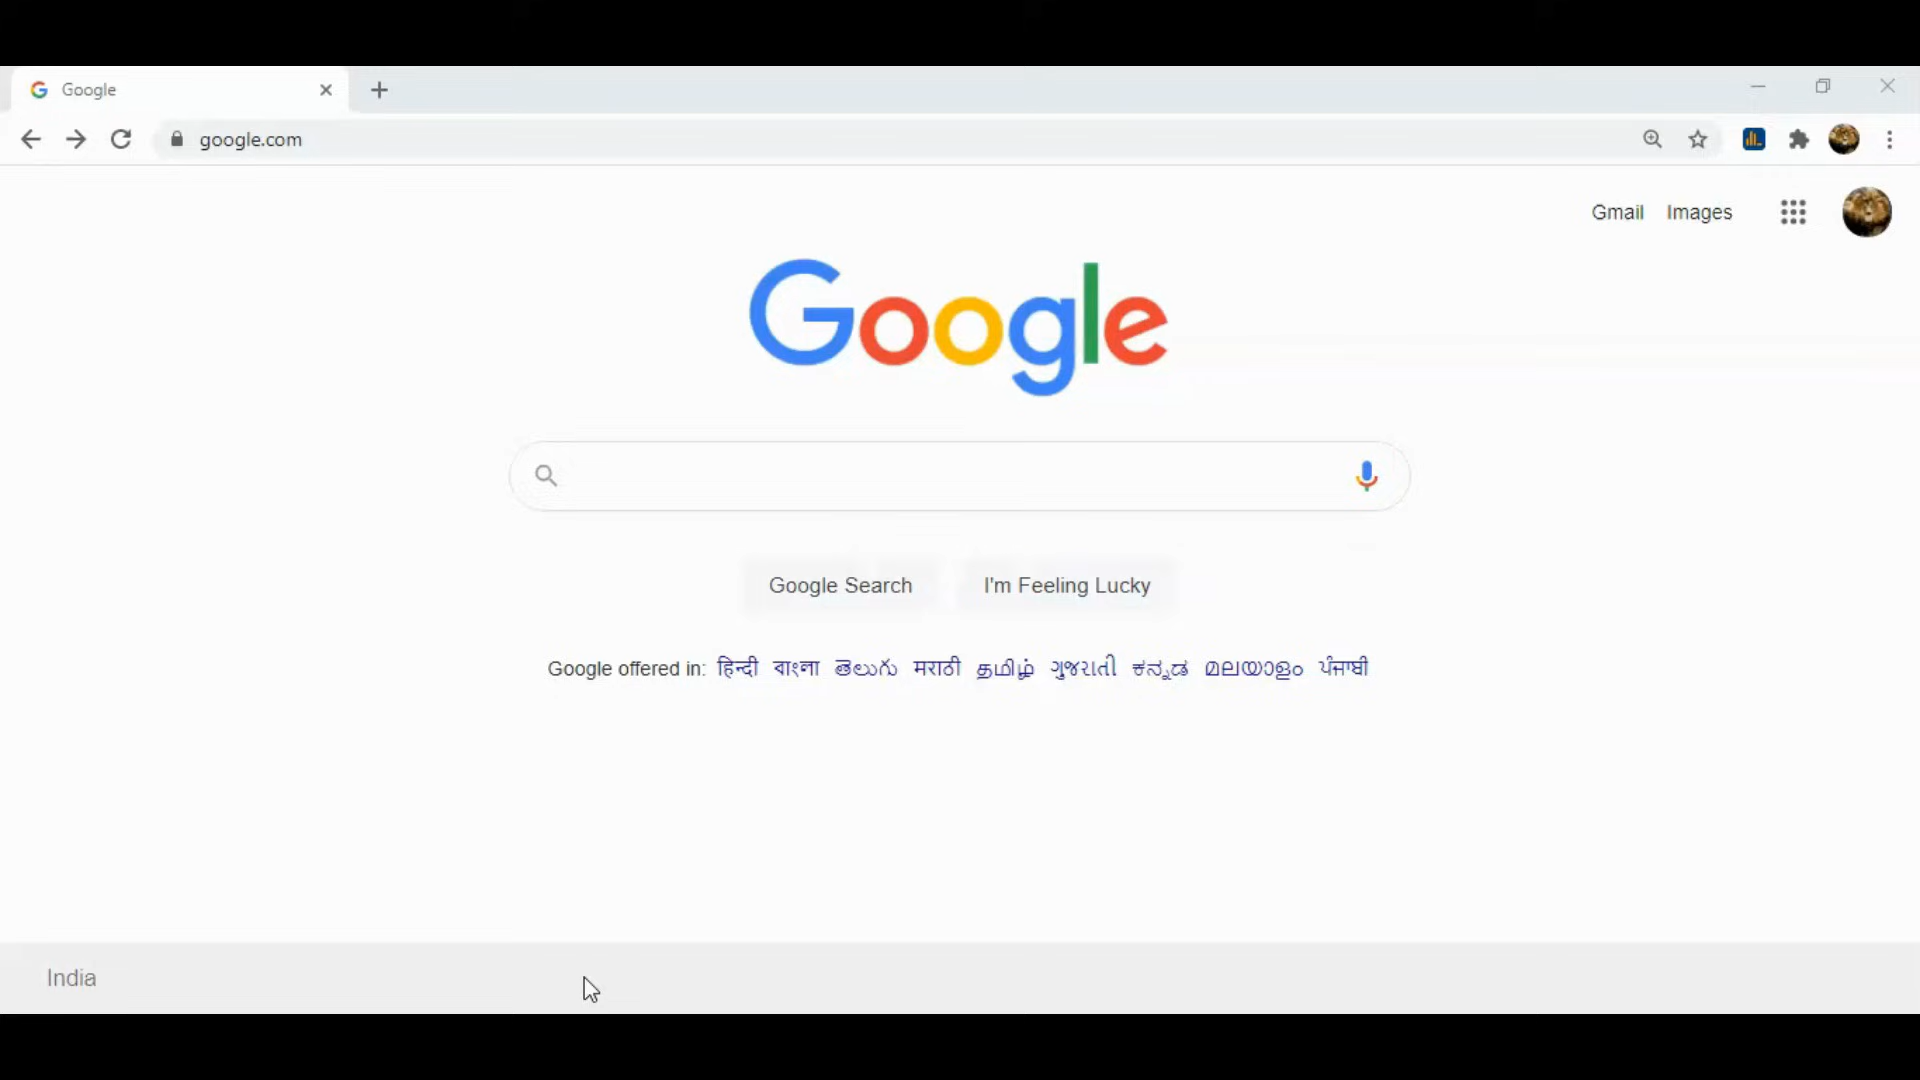 Google
google.com
Gmail Images
Google
Google Search I'm Feeling Lucky
Google offered in: हिन्दी বাংলা తెలుగు मराठी தமிழ் ગુજરાતી ಕನ್ನಡ മലയാളം ਪੰਜਾਬੀ
India